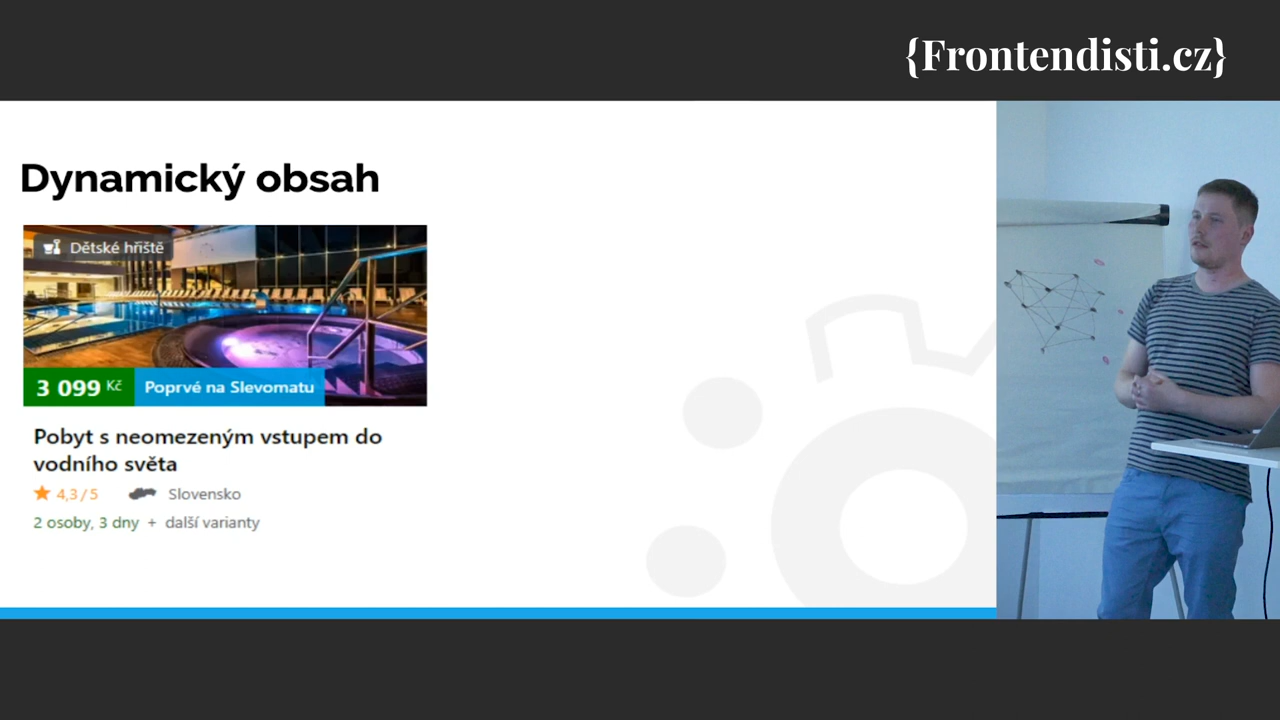 {Frontendisti.cz}
Dynamický obsah
Dětské hřiště
3 099 Kč Poprvé na Slevomatu
Pobyt s neomezeným vstupem do
vodního světa
4,3 / 5 Slovensko
2 osoby, 3 dny + další varianty